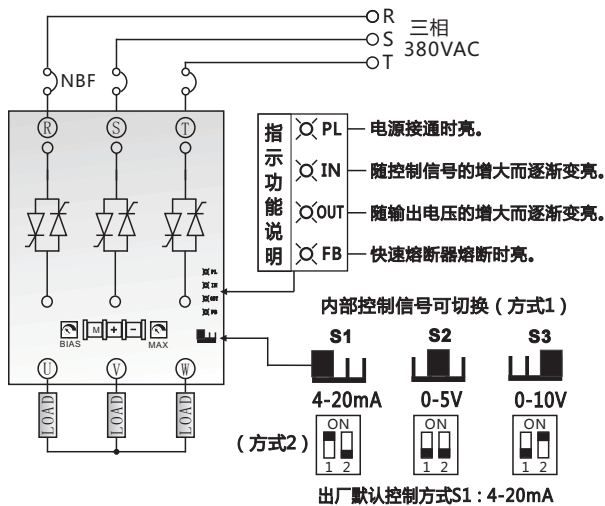 R
S
T
三相
380VAC
NBF
R S T
指示功能说明
PL 电源接通时亮。
IN 随控制信号的增大而逐渐变亮。
OUT 随输出电压的增大而逐渐变亮。
FB 快速熔断器熔断时亮。
PL
IN
OUT
FB
BIAS M + − MAX
U V W
LOAD LOAD LOAD
内部控制信号可切换（方式1）
S1 S2 S3
4-20mA 0-5V 0-10V
（方式2）
ON ON ON
1 2 1 2 1 2
出厂默认控制方式S1：4-20mA